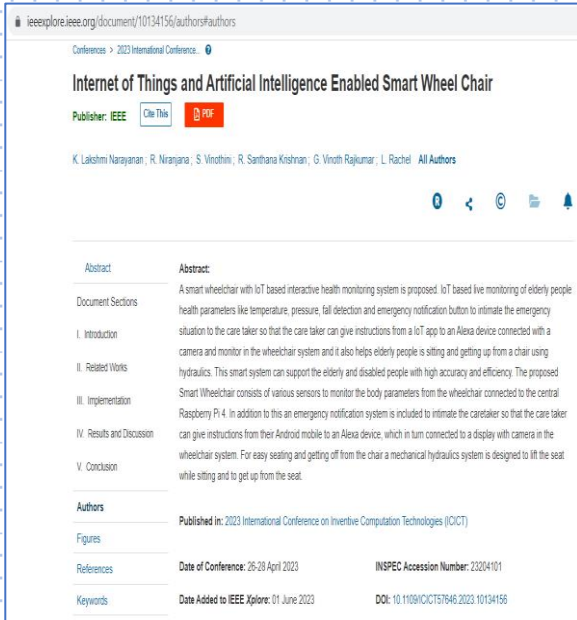 ieeexplore.ieee.org/document/10134156/authors#authors
Conferences > 2023 International Conference...
Internet of Things and Artificial Intelligence Enabled Smart Wheel Chair
Publisher: IEEE Cite This PDF
K. Lakshmi Narayanan ; R. Niranjana ; S. Vinothini ; R. Santhana Krishnan ; G. Vinoth Rajkumar ; L. Rachel All Authors
Abstract
Document Sections
I. Introduction
II. Related Works
III. Implementation
IV. Results and Discussion
V. Conclusion
Authors
Figures
References
Keywords
Abstract:
A smart wheelchair with IoT based interactive health monitoring system is proposed. IoT based live monitoring of elderly people
health parameters like temperature, pressure, fall detection and emergency notification button to intimate the emergency
situation to the care taker so that the care taker can give instructions from a IoT app to an Alexa device connected with a
camera and monitor in the wheelchair system and it also helps elderly people is sitting and getting up from a chair using
hydraulics. This smart system can support the elderly and disabled people with high accuracy and efficiency. The proposed
Smart Wheelchair consists of various sensors to monitor the body parameters from the wheelchair connected to the central
Raspberry Pi 4. In addition to this an emergency notification system is included to intimate the caretaker so that the care taker
can give instructions from their Android mobile to an Alexa device, which in turn connected to a display with camera in the
wheelchair system. For easy seating and getting off from the chair a mechanical hydraulics system is designed to lift the seat
while sitting and to get up from the seat.
Published in: 2023 International Conference on Inventive Computation Technologies (ICICT)
Date of Conference: 26-28 April 2023 INSPEC Accession Number: 23204101
Date Added to IEEE Xplore: 01 June 2023 DOI: 10.1109/ICICT57646.2023.10134156